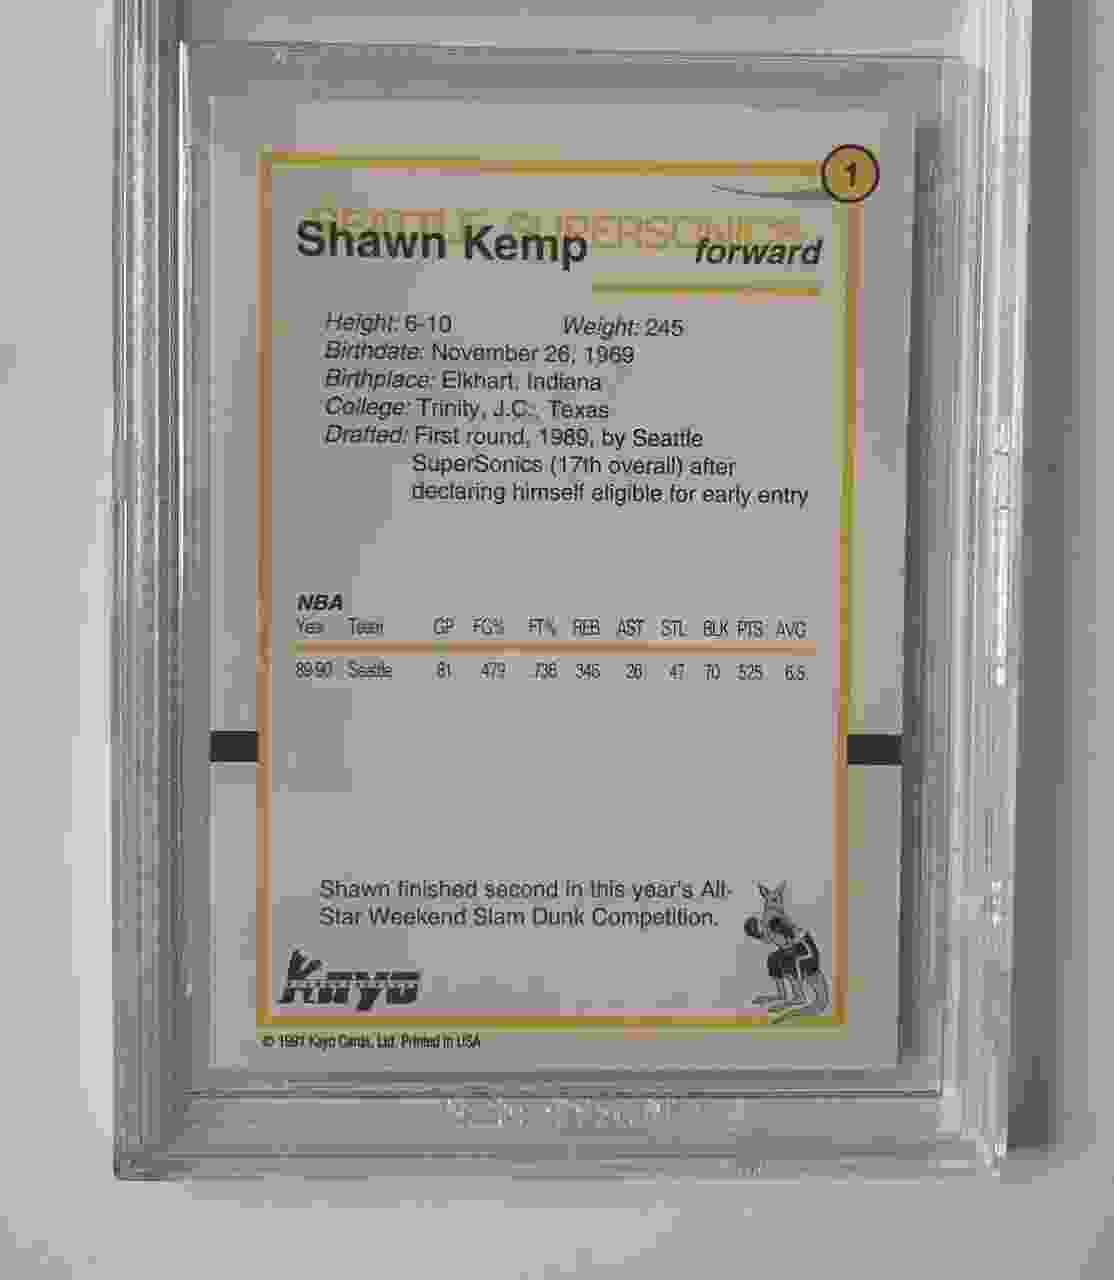 1
SEATTLE SUPERSONICS
Shawn Kemp forward
Height: 6-10 Weight: 245
Birthdate: November 26, 1969
Birthplace: Elkhart, Indiana
College: Trinity, J.C., Texas
Drafted: First round, 1989, by Seattle
SuperSonics (17th overall) after
declaring himself eligible for early entry
NBA
Year Team GP FG% FT% REB AST STL BLK PTS AVG
89-90 Seattle 81 .479 .736 346 26 47 70 525 6.5
Shawn finished second in this year's All-
Star Weekend Slam Dunk Competition.
Kayo
© 1991 Kayo Cards, Ltd. Printed in USA